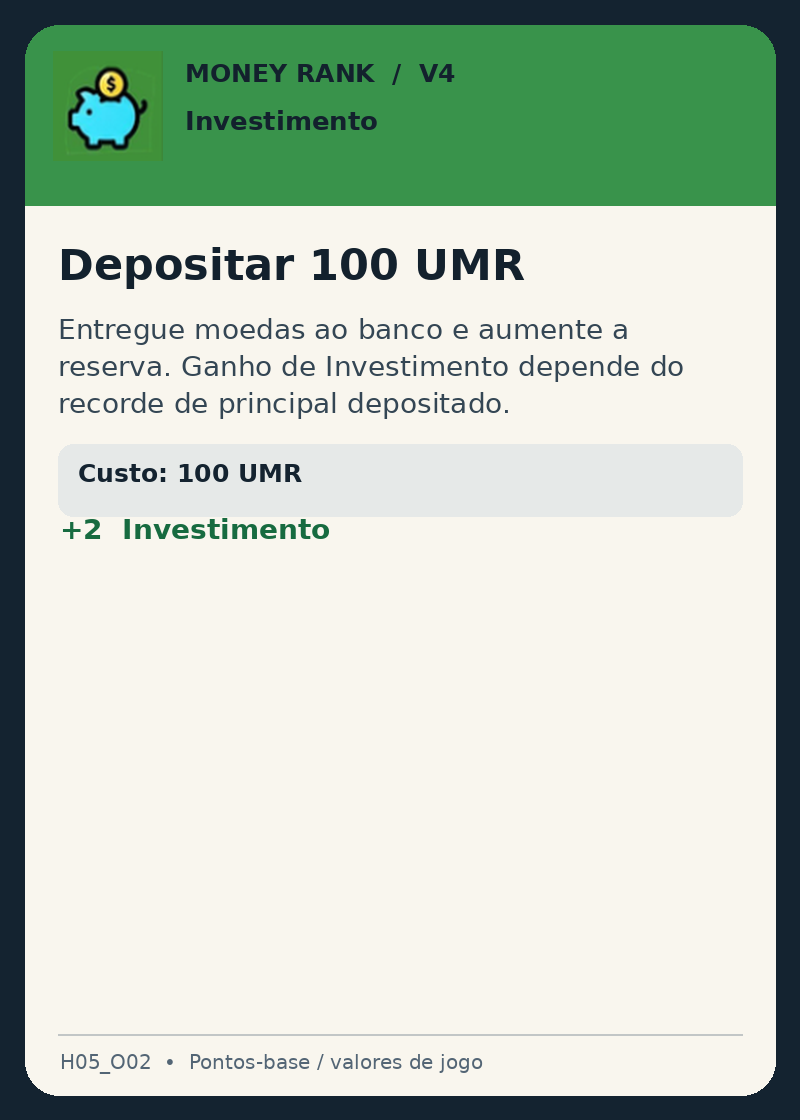 MONEY RANK / V4
Investimento
Depositar 100 UMR
Entregue moedas ao banco e aumente a
reserva. Ganho de Investimento depende do
recorde de principal depositado.
Custo: 100 UMR
+2 Investimento
H05_O02 • Pontos-base / valores de jogo